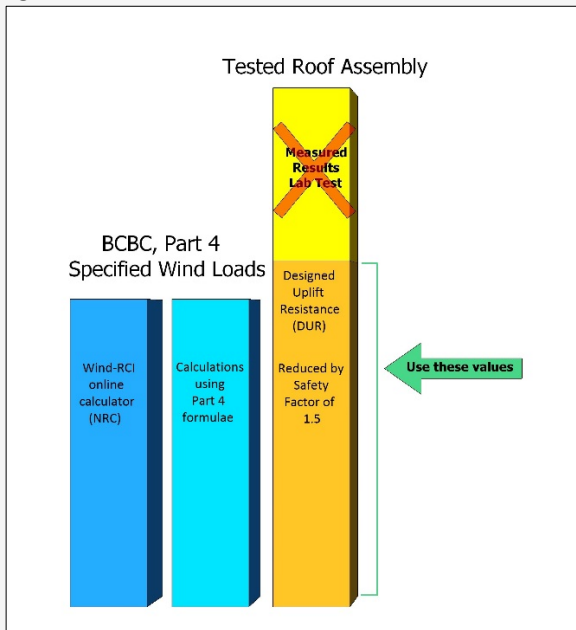 Tested Roof Assembly
Measured
Results
Lab Test
BCBC, Part 4
Specified Wind Loads
Designed
Uplift
Resistance
(DUR)
Reduced by
Safety
Factor of
1.5
Wind-RCI
online
calculator
(NRC)
Calculations
using
Part 4
formulae
Use these values